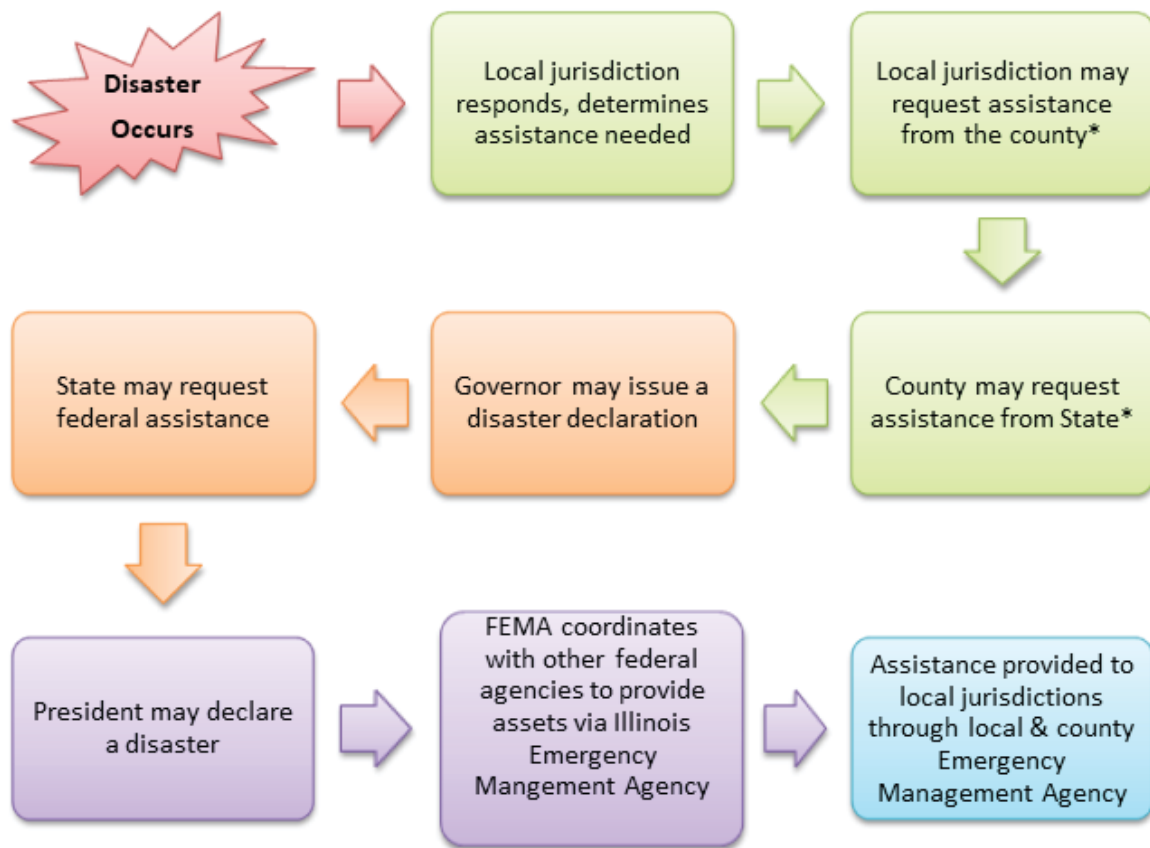 Disaster
Occurs
Local jurisdiction
responds, determines
assistance needed
Local jurisdiction may
request assistance
from the county*
County may request
assistance from State*
Governor may issue a
disaster declaration
State may request
federal assistance
President may declare
a disaster
FEMA coordinates
with other federal
agencies to provide
assets via Illinois
Emergency
Mangement Agency
Assistance provided to
local jurisdictions
through local & county
Emergency
Management Agency